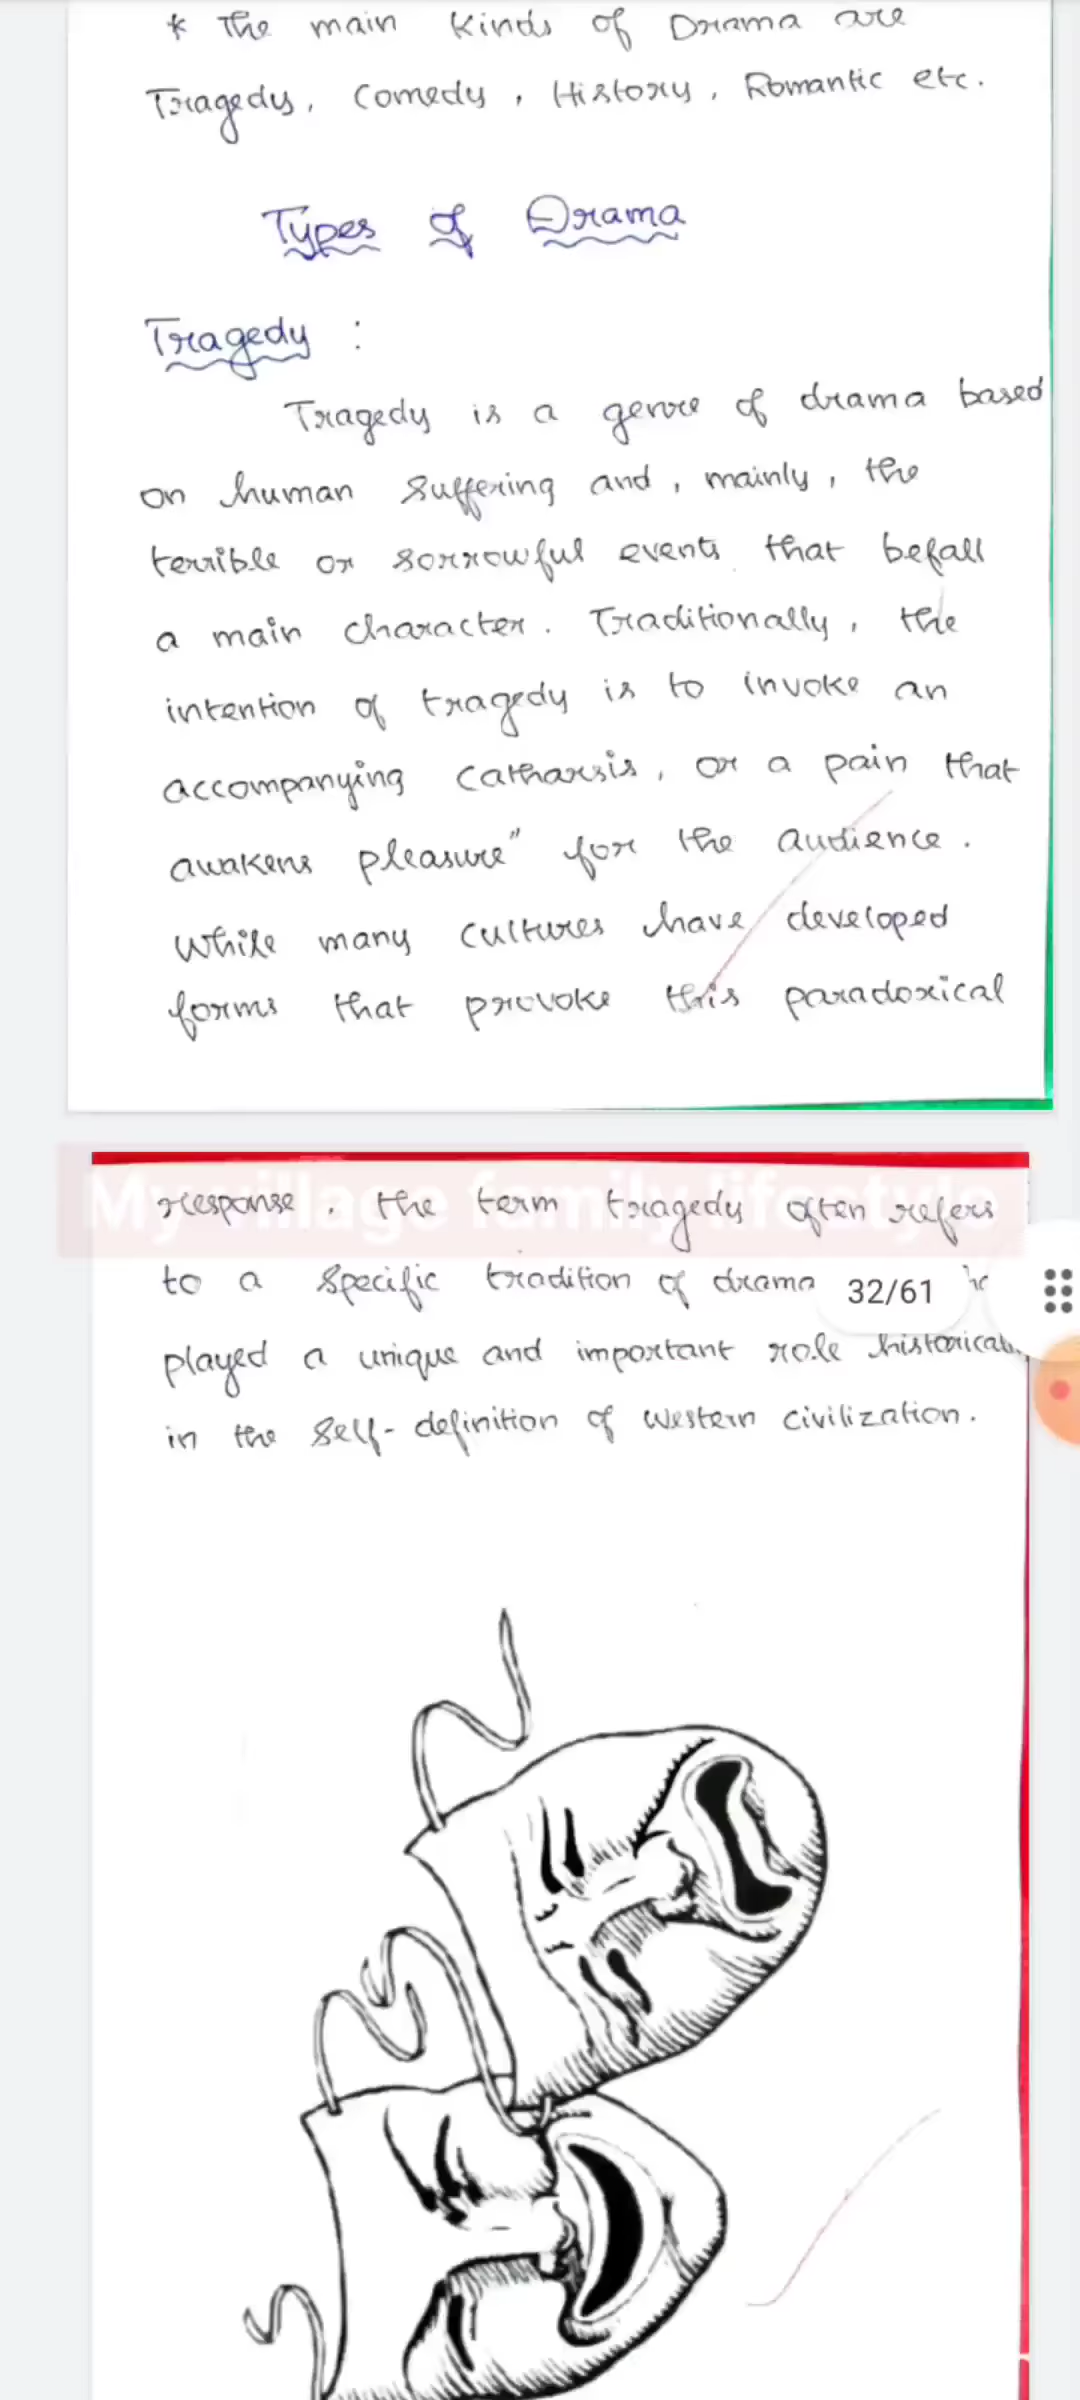 * The main kinds of Drama are
Tragedy, Comedy, History, Romantic etc.
Types of Drama
Tragedy :
Tragedy is a genre of drama based
on human suffering and, mainly, the
terrible or sorrowful events that befall
a main character. Traditionally, the
intention of tragedy is to invoke an
accompanying catharsis, or a pain that
awakens pleasure" for the audience.
While many cultures have developed
forms that provoke this paradoxical
My village family lifestyle
response, the term tragedy often refers
to a specific tradition of drama
32/61
played a unique and important role historical
in the self-definition of Western civilization.